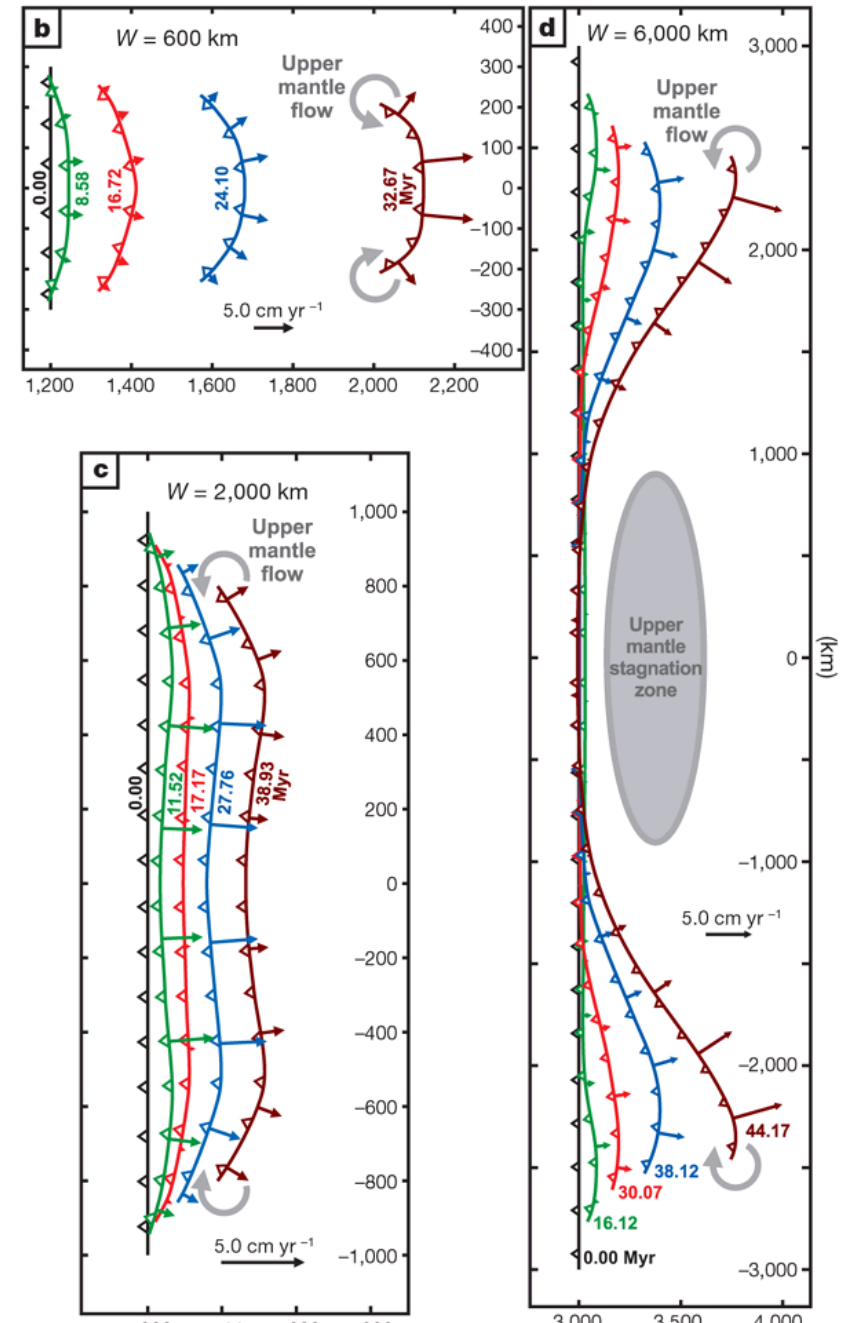 b
W = 600 km
Upper
mantle
flow
400
300
200
100
0
−100
−200
−300
−400
0.00
8.58
16.72
24.10
32.67
Myr
5.0 cm yr⁻¹
1,200
1,400
1,600
1,800
2,000
2,200
c
W = 2,000 km
Upper
mantle
flow
1,000
800
600
400
200
0
−200
−400
−600
−800
−1,000
0.00
11.52
17.17
27.76
38.93
Myr
5.0 cm yr⁻¹
d
W = 6,000 km
Upper
mantle
flow
3,000
2,000
1,000
0
−1,000
−2,000
−3,000
(km)
Upper
mantle
stagnation
zone
5.0 cm yr⁻¹
44.17
38.12
30.07
16.12
0.00 Myr
3,000
3,500
4,000